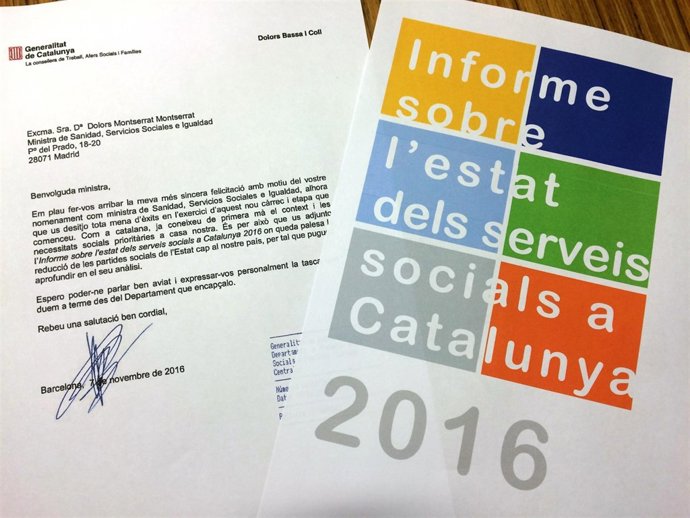 Generalitat
de Catalunya
La consellera de Treball, Afers Socials i Famílies
Dolors Bassa i Coll
Excma. Sra. Dª Dolors Montserrat Montserrat
Ministra de Sanidad, Servicios Sociales e Igualdad
Pº del Prado, 18-20
28071 Madrid
Benvolguda ministra,
Em plau fer-vos arribar la meva més sincera felicitació amb motiu del vostre
nomenament com ministra de Sanidad, Servicios Sociales e Igualdad, alhora
que us desitjo tota mena d'èxits en l'exercici d'aquest nou càrrec i etapa que
comenceu. Com a catalana, ja coneixeu de primera mà el context i les
necessitats socials prioritàries a casa nostra. És per això que us adjunto
l'Informe sobre l'estat dels serveis socials a Catalunya 2016 on queda palesa l
reducció de les partides socials de l'Estat cap al nostre país, per tal que pugu
aprofundir en el seu anàlisi.
Espero poder-ne parlar ben aviat i expressar-vos personalment la tasca
duem a terme des del Departament que encapçalo.
Rebeu una salutació ben cordial,
Barcelona, 7 de novembre de 2016
Generalit
Departam
Socials
Centra
Núme
Dat
P
Informe
sobre
l'estat
dels serveis
socials a
Catalunya
2016